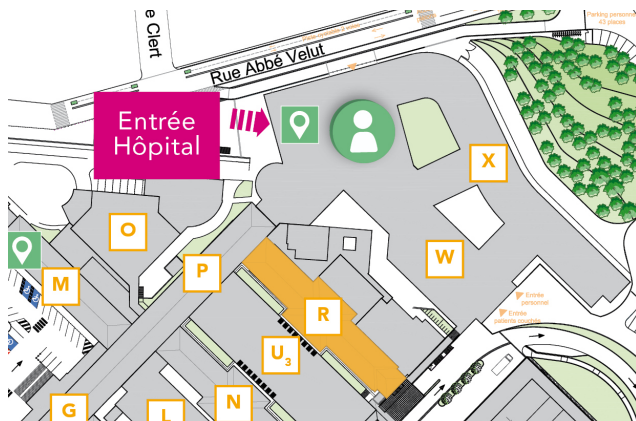 e Clert
Rue Abbé Velut
Parking personnel
43 places
Entrée
Hôpital
X
O
P
W
M
R
Entrée
personnel
Entrée
patients couchés
U3
G
L
N